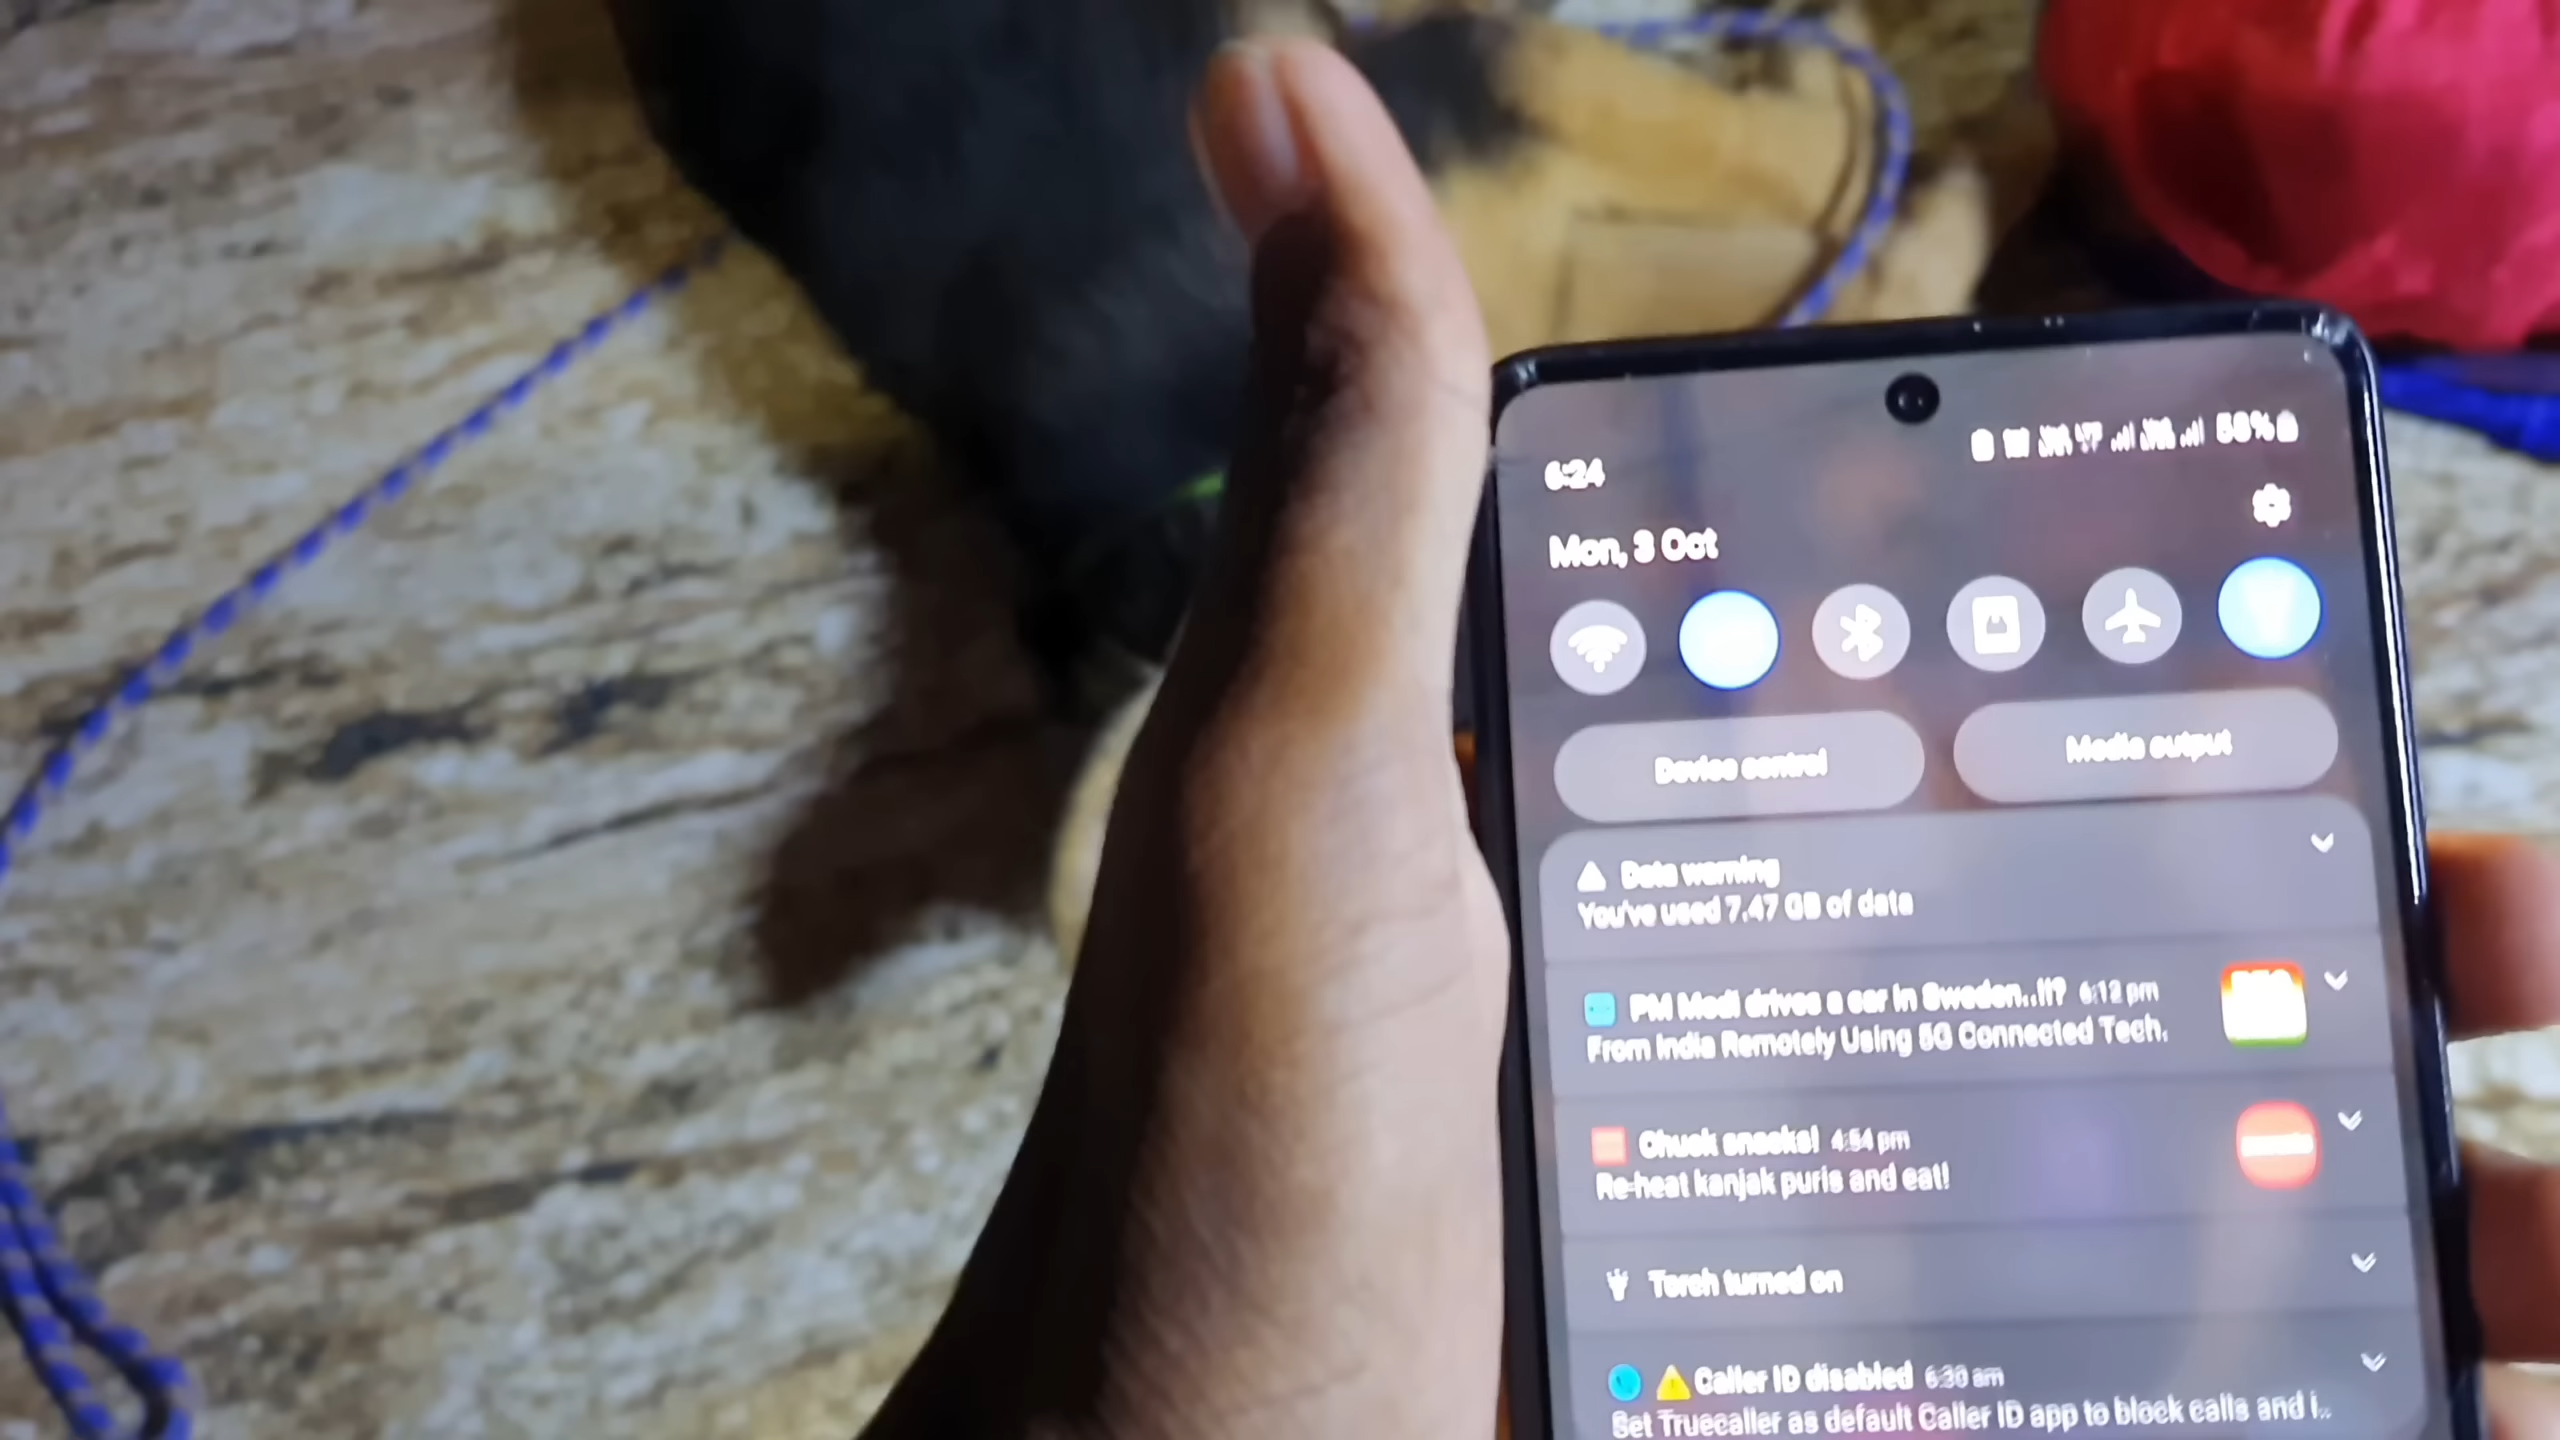 6:24
58%
Mon, 3 Oct
Device control
Media output
Data warning
You've used 7.47 GB of data
PM Modi drives a car in Sweden..!!? 6:12 pm
From India Remotely Using 5G Connected Tech.
Chuck snacks! 4:54 pm
Re-heat kanjak puris and eat!
Torch turned on
Caller ID disabled 6:30 am
Set Truecaller as default Caller ID app to block calls and i..